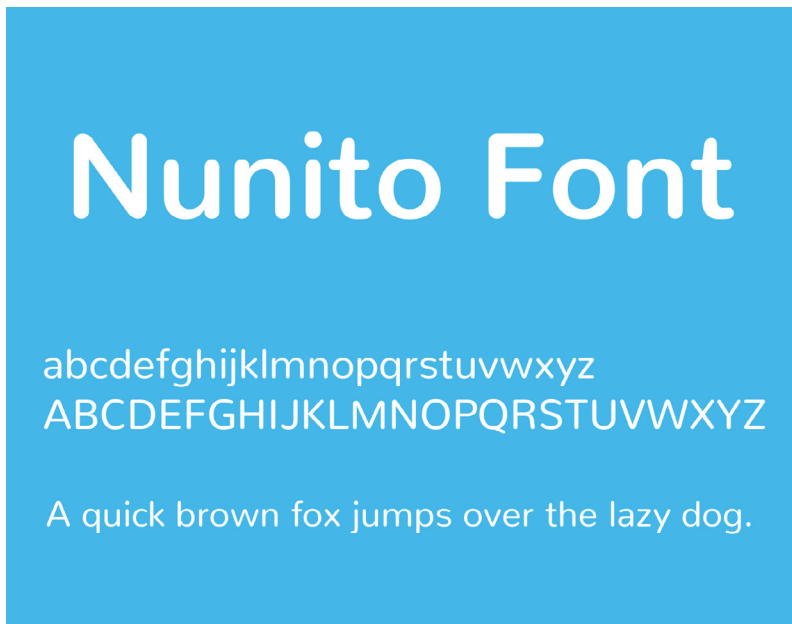 Nunito Font
abcdefghijklmnopqrstuvwxyz
ABCDEFGHIJKLMNOPQRSTUVWXYZ
A quick brown fox jumps over the lazy dog.